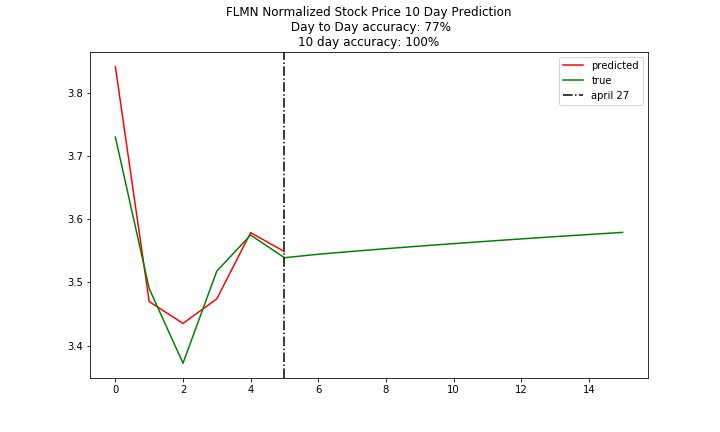 FLMN Normalized Stock Price 10 Day Prediction
Day to Day accuracy: 77%
10 day accuracy: 100%
predicted
true
april 27
3.8
3.7
3.6
3.5
3.4
0 2 4 6 8 10 12 14